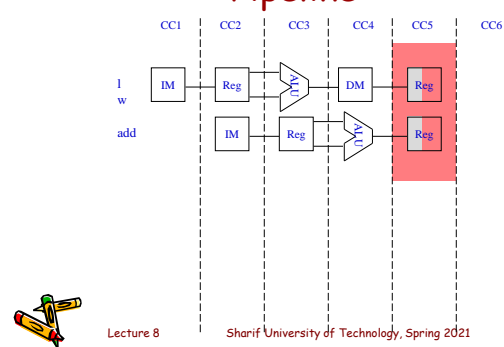 Pipeline
CC1 CC2 CC3 CC4 CC5 CC6
l
w
IM Reg ALU DM Reg
add
IM Reg ALU Reg
Lecture 8 Sharif University of Technology, Spring 2021